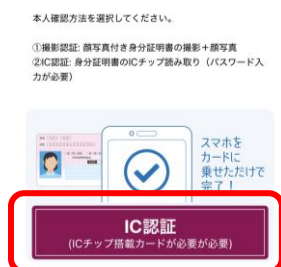 本人確認方法を選択してください。
①撮影認証: 顔写真付き身分証明書の撮影＋顔写真
②IC認証: 身分証明書のICチップ読み取り（パスワード入
力が必要）
スマホを
カードに
乗せただけで
完了！
IC認証
(ICチップ搭載カードが必要が必要)